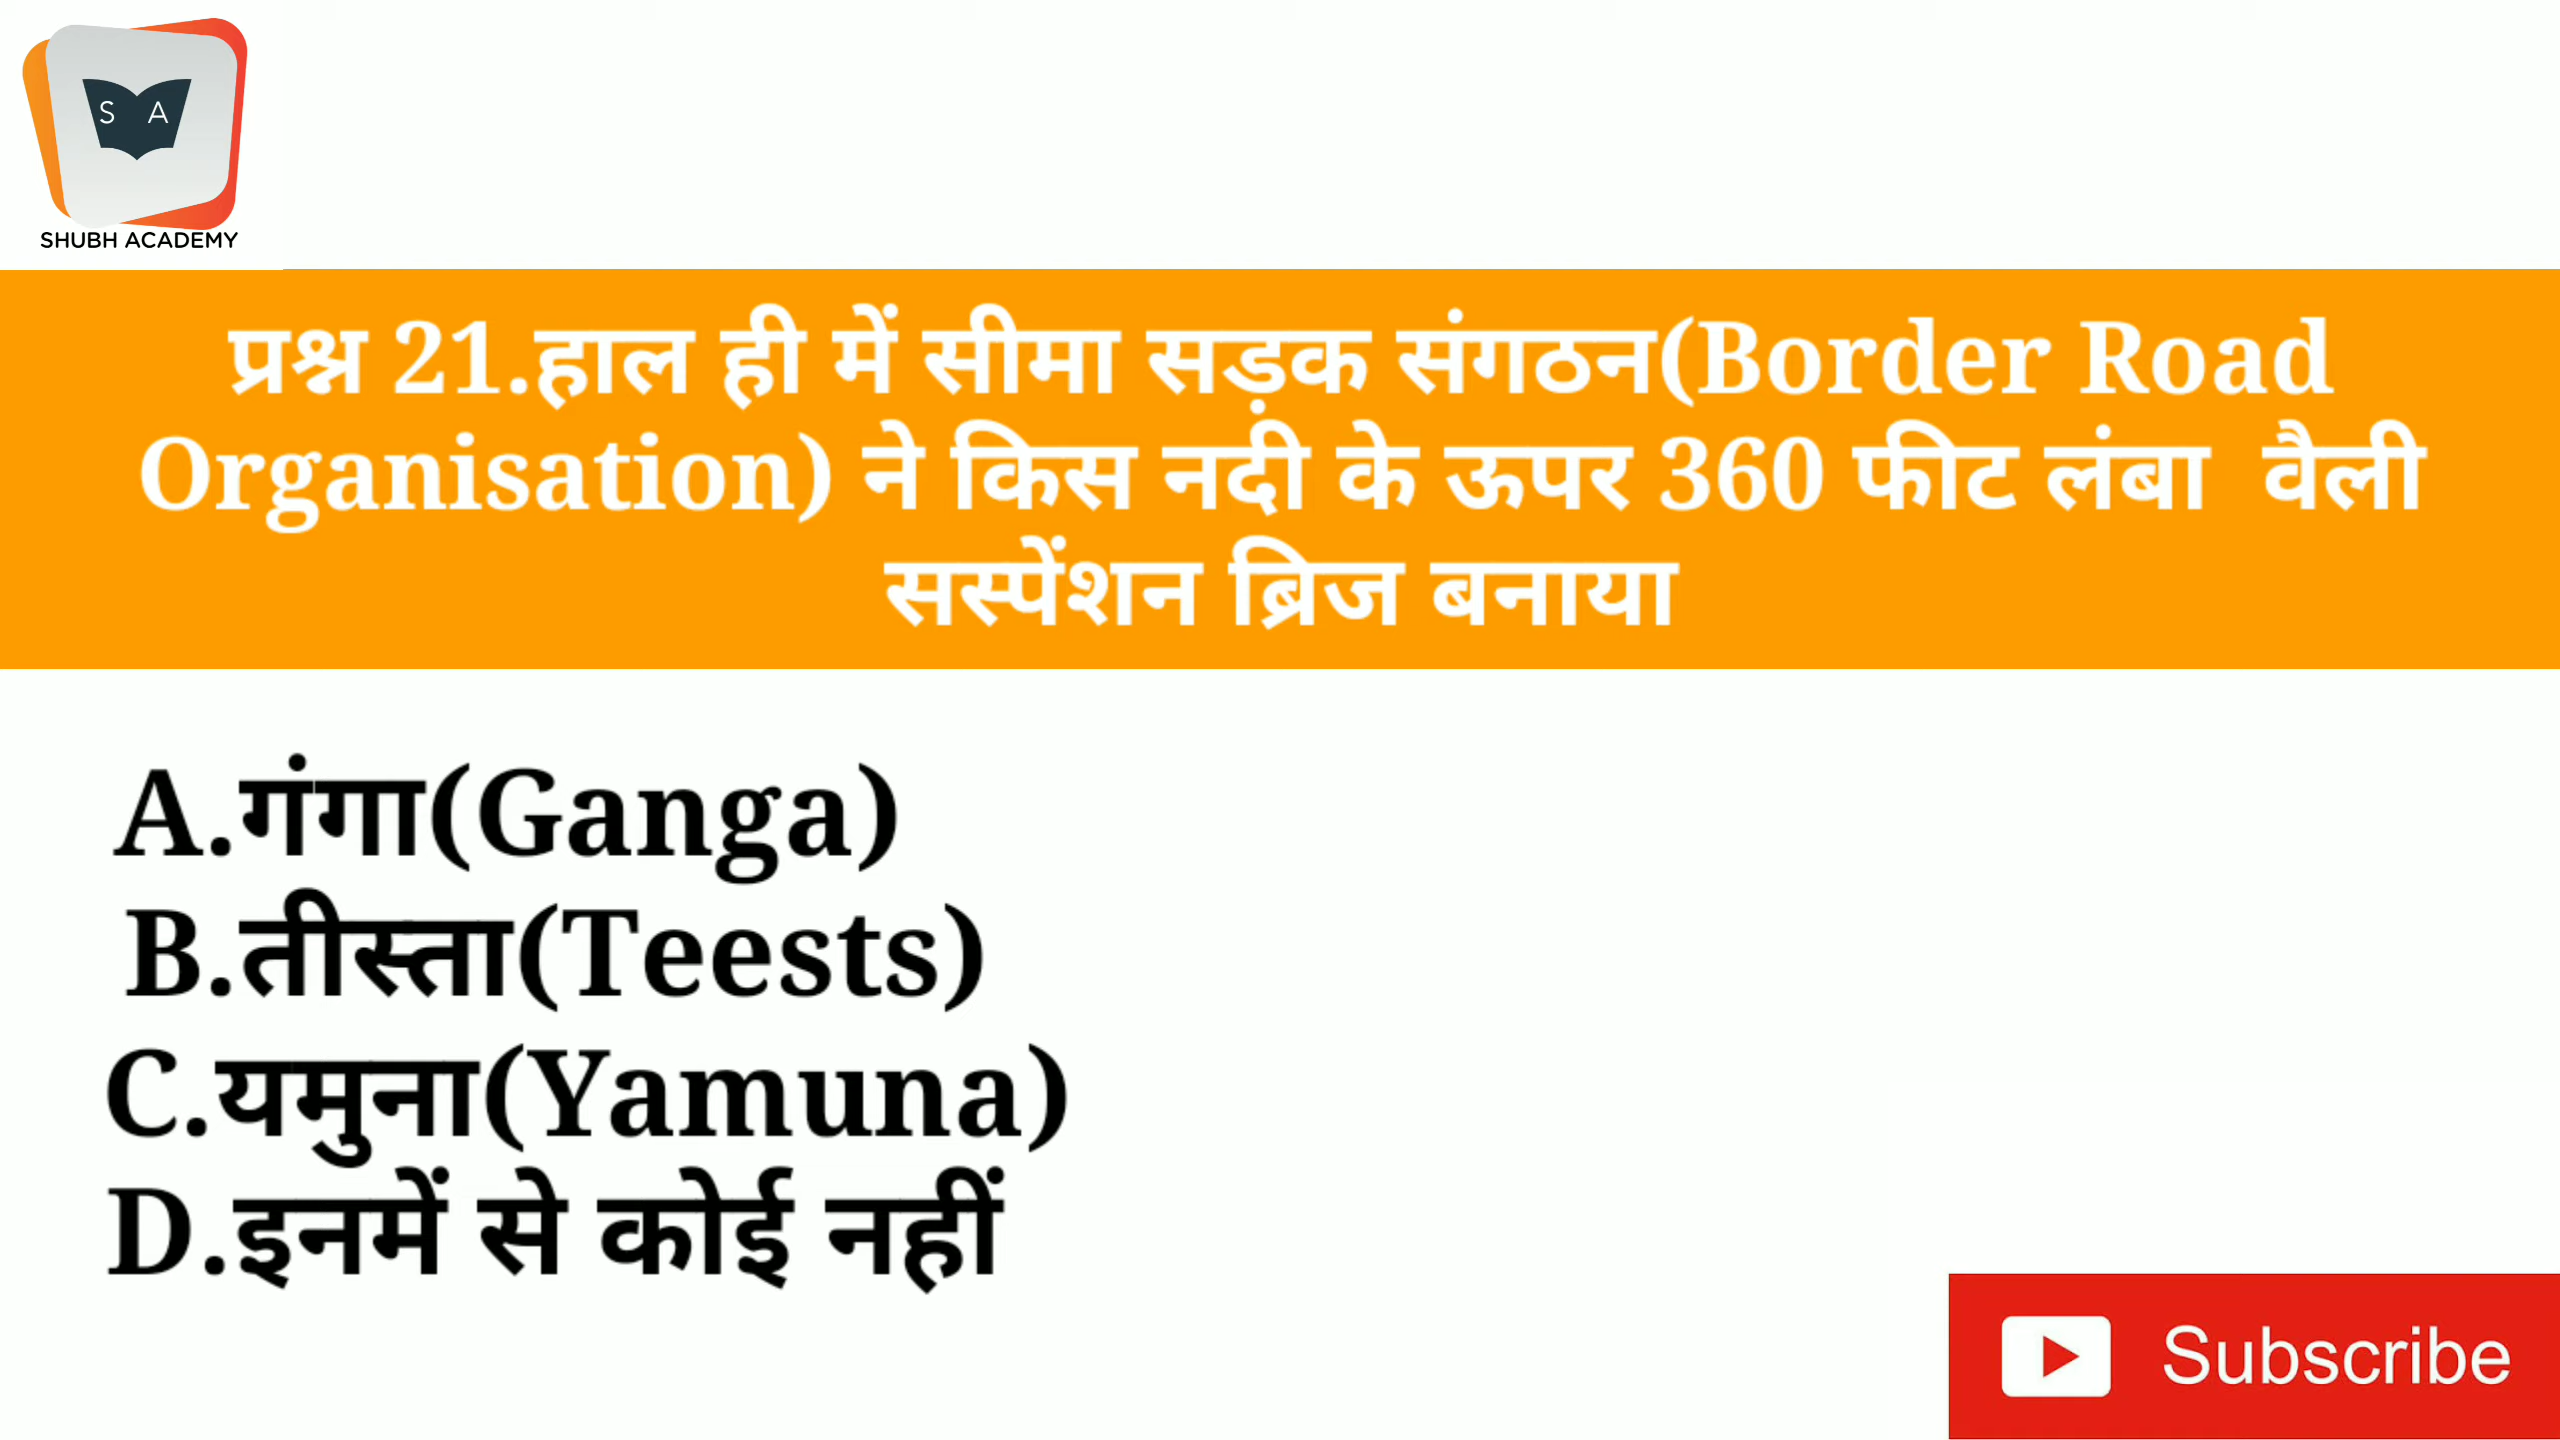 S A
SHUBH ACADEMY
प्रश्न 21.हाल ही में सीमा सड़क संगठन(Border Road
Organisation) ने किस नदी के ऊपर 360 फीट लंबा वैली
सस्पेंशन ब्रिज बनाया
A.गंगा(Ganga)
B.तीस्ता(Teests)
C.यमुना(Yamuna)
D.इनमें से कोई नहीं
Subscribe